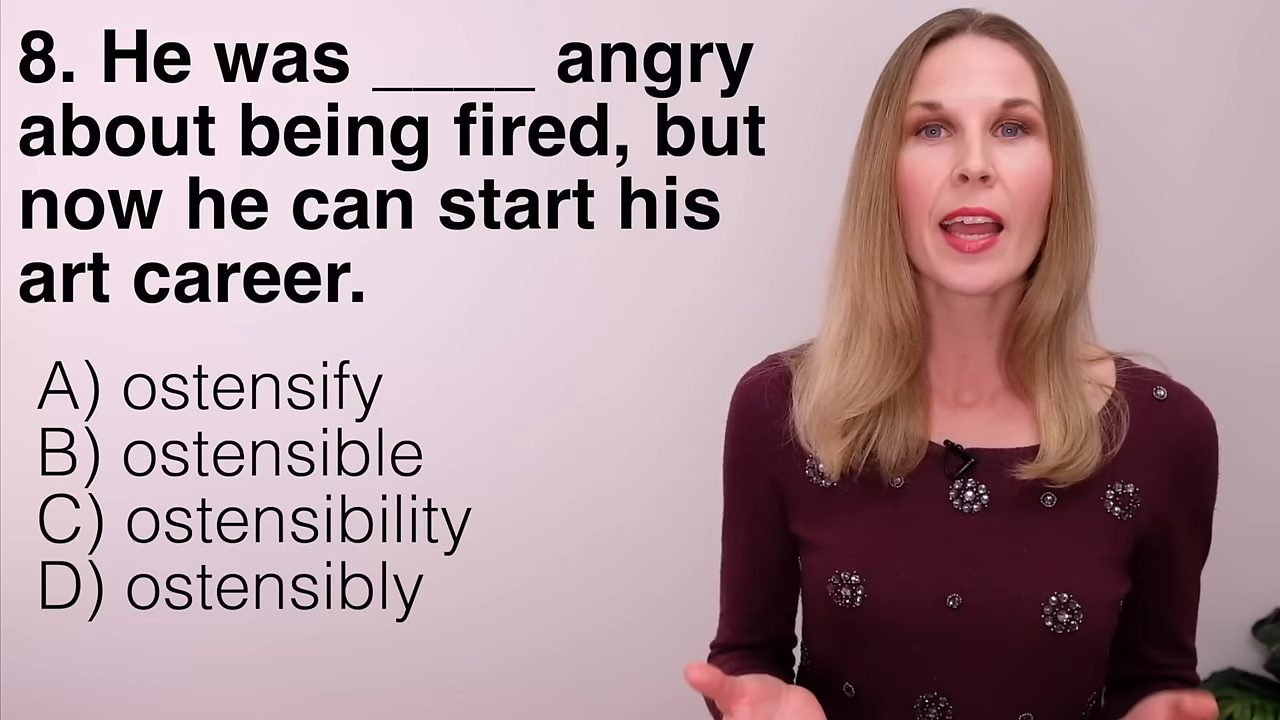 8. He was ____ angry
about being fired, but
now he can start his
art career.
A) ostensify
B) ostensible
C) ostensibility
D) ostensibly